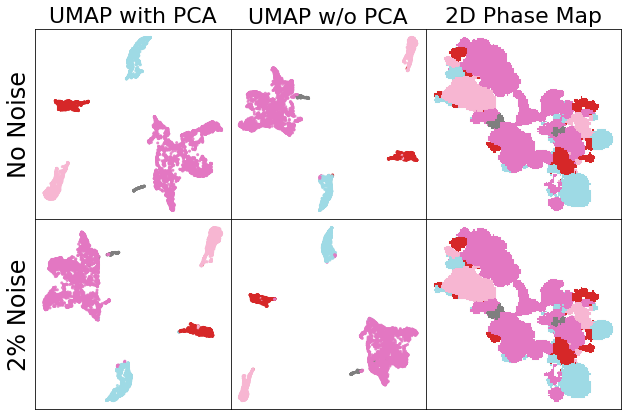 UMAP with PCA
UMAP w/o PCA
2D Phase Map
No Noise
2% Noise